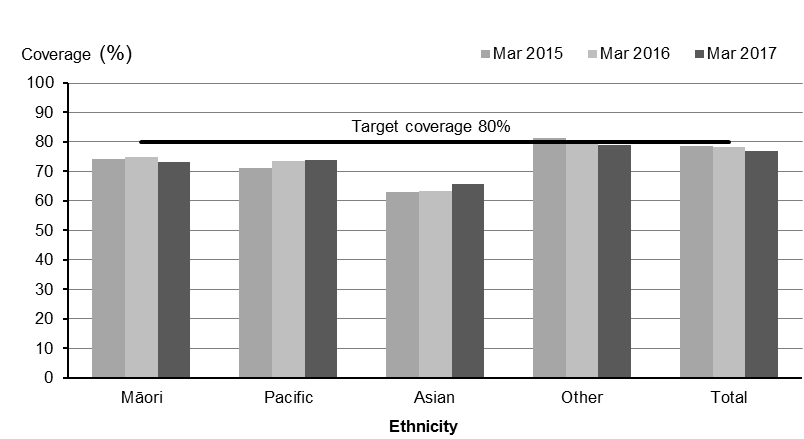 Coverage (%)
Mar 2015 Mar 2016 Mar 2017
100
90
80
70
60
50
40
30
20
10
0
Target coverage 80%
Māori Pacific Asian Other Total
Ethnicity